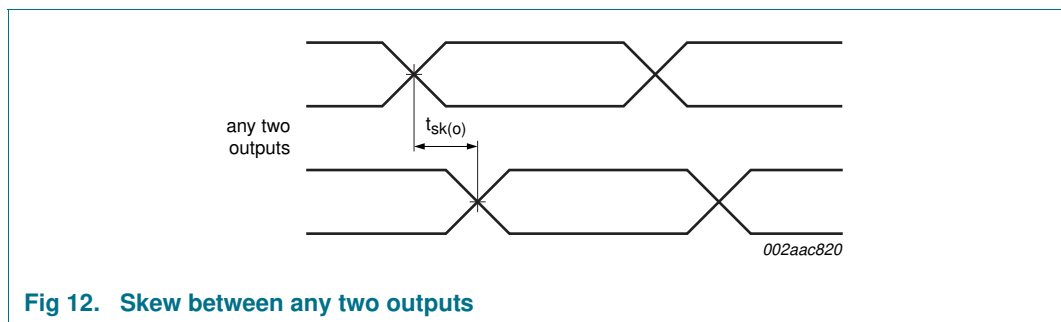 any two
outputs
tsk(o)
002aac820
Fig 12. Skew between any two outputs